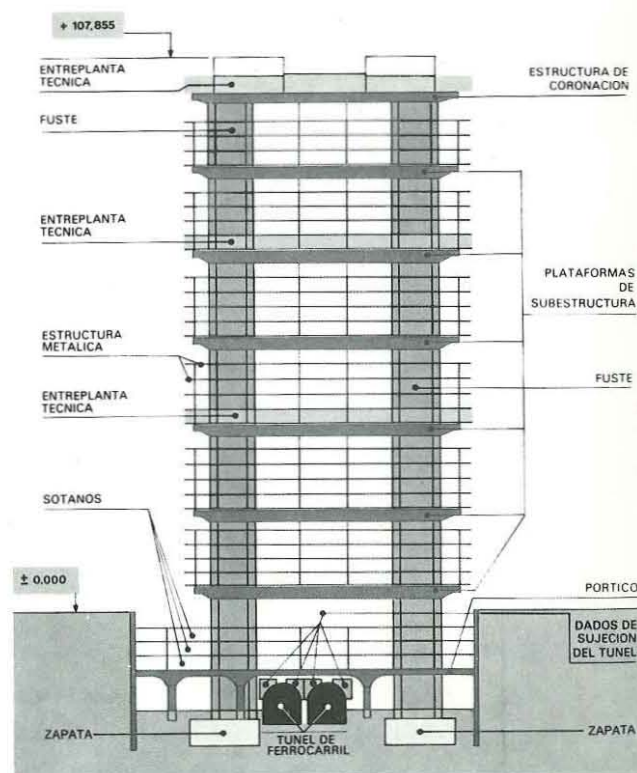 + 107,855
ENTREPLANTA
TECNICA
FUSTE
ENTREPLANTA
TECNICA
ESTRUCTURA
METALICA
ENTREPLANTA
TECNICA
SOTANOS
± 0,000
ZAPATA
TUNEL DE
FERROCARRIL
ESTRUCTURA DE
CORONACION
PLATAFORMAS
DE
SUBESTRUCTURA
FUSTE
PORTICO
DADOS DE
SUJECION
DEL TUNEL
ZAPATA